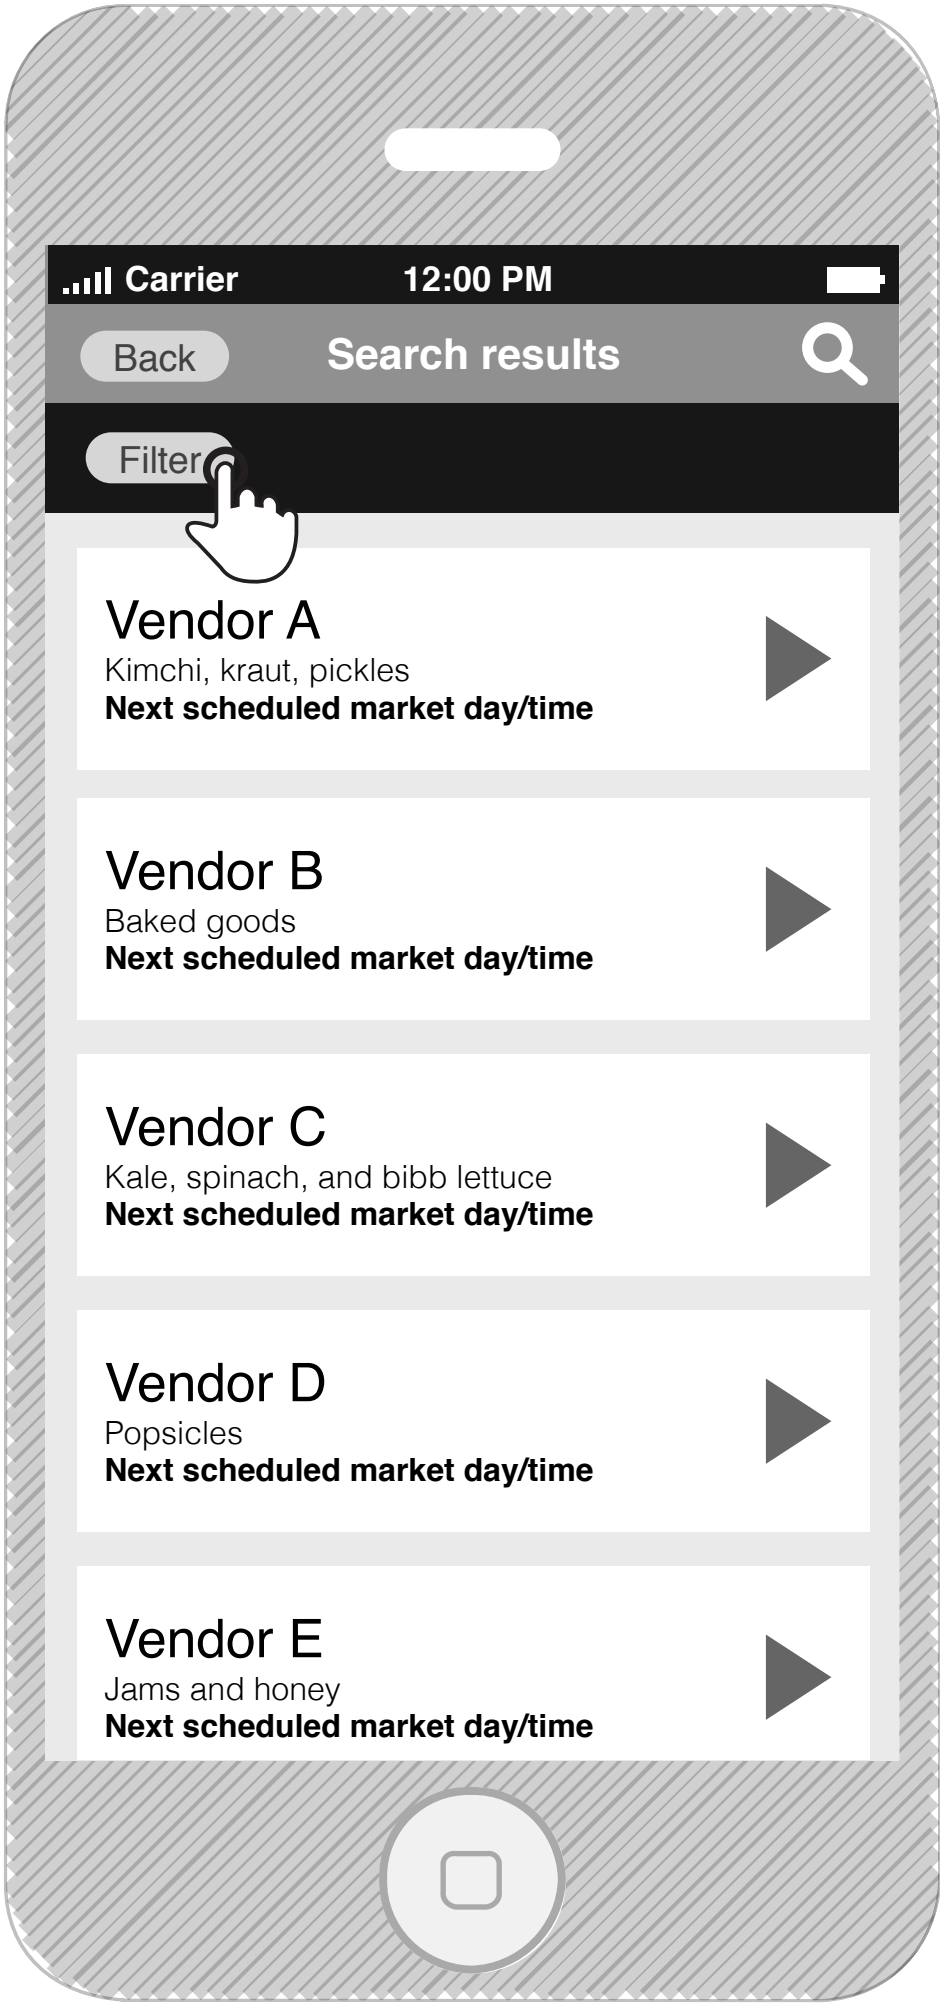 Carrier 12:00 PM
Back Search results
Filter
Vendor A
Kimchi, kraut, pickles
Next scheduled market day/time
Vendor B
Baked goods
Next scheduled market day/time
Vendor C
Kale, spinach, and bibb lettuce
Next scheduled market day/time
Vendor D
Popsicles
Next scheduled market day/time
Vendor E
Jams and honey
Next scheduled market day/time